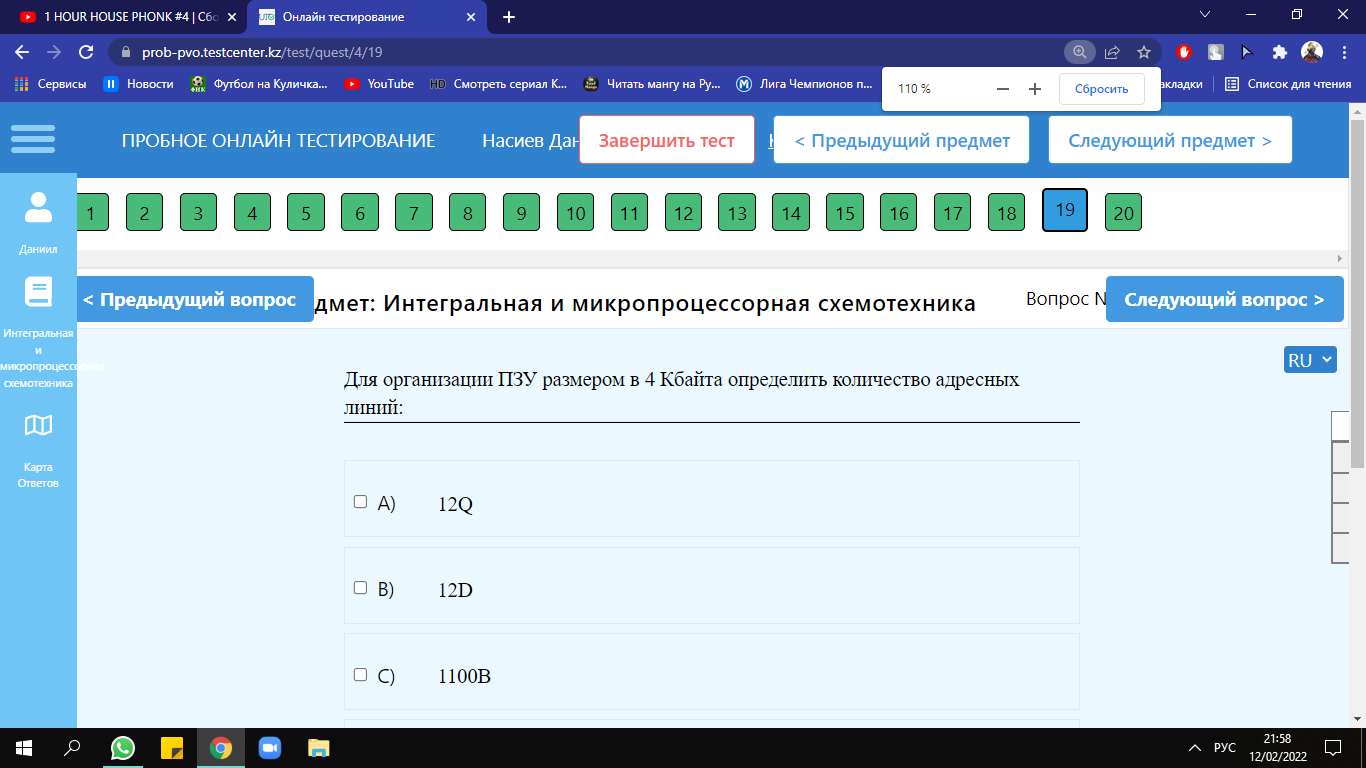 1 HOUR HOUSE PHONK #4 | Сбо
Онлайн тестирование
prob-pvo.testcenter.kz/test/quest/4/19
Сервисы
Новости
Футбол на Куличка...
YouTube
HD Смотреть сериал K...
Читать мангу на Ру...
Лига Чемпионов п...
акладки
Список для чтения
110 %
Сбросить
ПРОБНОЕ ОНЛАЙН ТЕСТИРОВАНИЕ
Насиев Дан
Завершить тест
< Предыдущий предмет
Следующий предмет >
1 2 3 4 5 6 7 8 9 10 11 12 13 14 15 16 17 18 19 20
Даниил
Интегральная
и
микропроцессорная
схемотехника
Карта
Ответов
< Предыдущий вопрос
дмет: Интегральная и микропроцессорная схемотехника
Вопрос N
Следующий вопрос >
RU
Для организации ПЗУ размером в 4 Кбайта определить количество адресных
линий:
A) 12Q
B) 12D
C) 1100B
РУС
21:58
12/02/2022